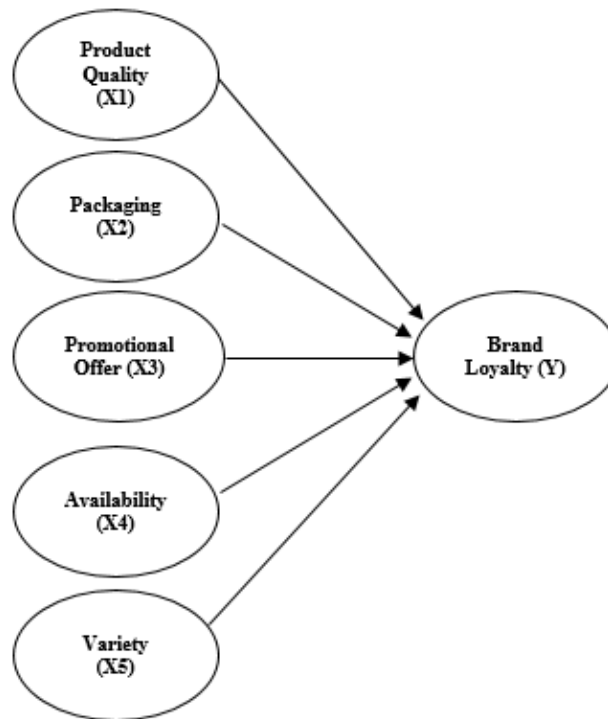 Product
Quality
(X1)
Packaging
(X2)
Promotional
Offer (X3)
Brand
Loyalty (Y)
Availability
(X4)
Variety
(X5)